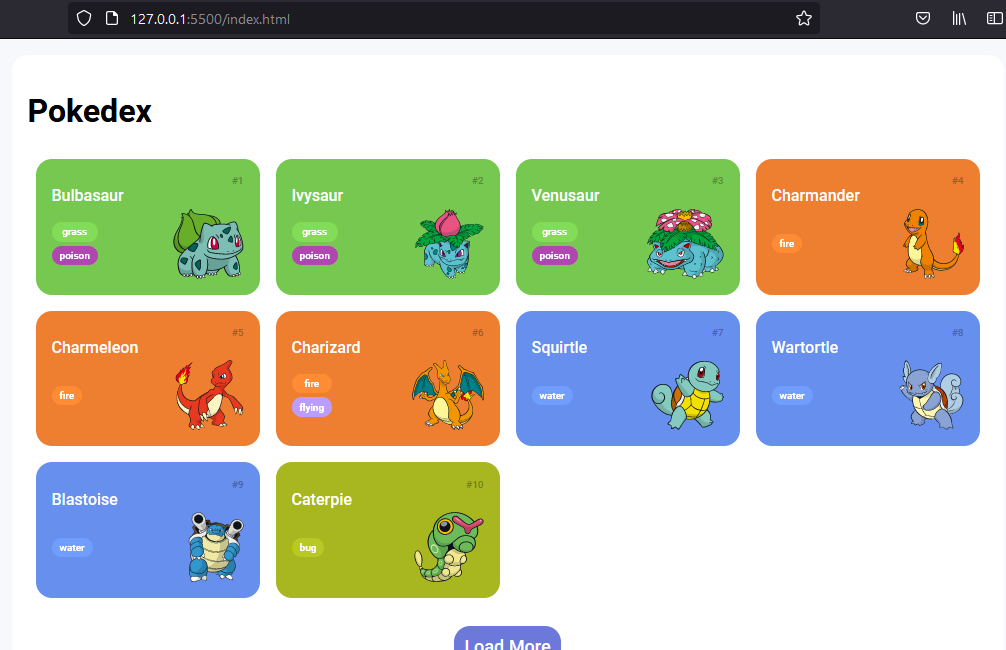 127.0.0.1:5500/index.html
Pokedex
#1
Bulbasaur
grass
poison
#2
Ivysaur
grass
poison
#3
Venusaur
grass
poison
#4
Charmander
fire
#5
Charmeleon
fire
#6
Charizard
fire
flying
#7
Squirtle
water
#8
Wartortle
water
#9
Blastoise
water
#10
Caterpie
bug
Load More